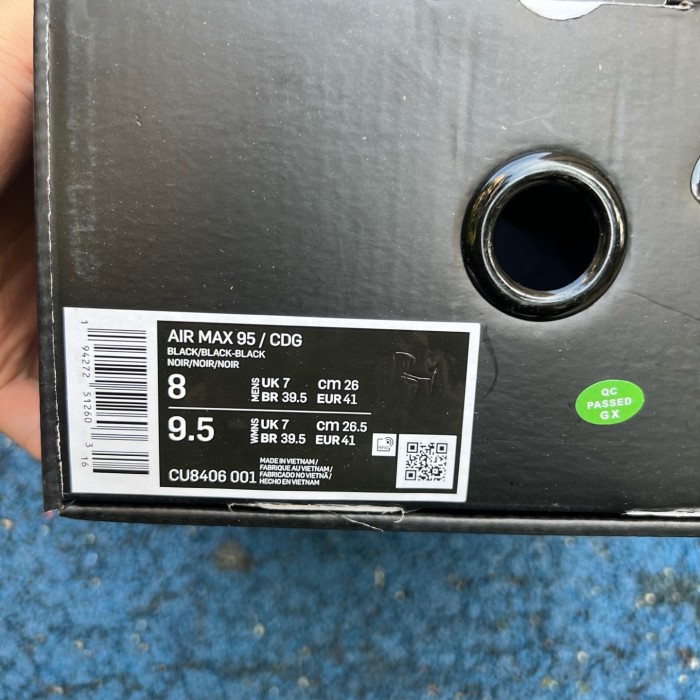 AIR MAX 95 / CDG
BLACK/BLACK-BLACK
NOIR/NOIR/NOIR
8 MENS UK 7 cm 26
BR 39.5 EUR 41
9.5 WMNS UK 7 cm 26.5
BR 39.5 EUR 41
CU8406 001
MADE IN VIETNAM /
FABRIQUE AU VIETNAM /
FABRICADO NO VIETNÃ /
HECHO EN VIETNAM
1 94272 51260 3 16
QC
PASSED
GX